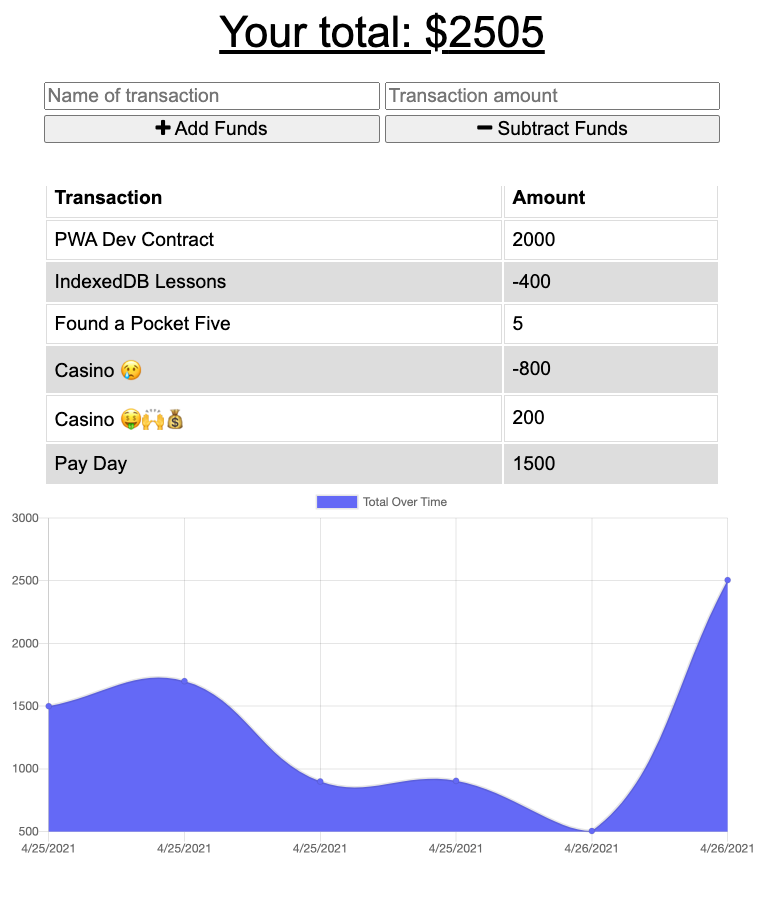 Your total: $2505
Name of transaction Transaction amount
Add Funds Subtract Funds
Transaction Amount
PWA Dev Contract 2000
IndexedDB Lessons -400
Found a Pocket Five 5
Casino 😢 -800
Casino 🤑🙌💰 200
Pay Day 1500
Total Over Time
3000
2500
2000
1500
1000
500
4/25/2021 4/25/2021 4/25/2021 4/25/2021 4/26/2021 4/26/2021